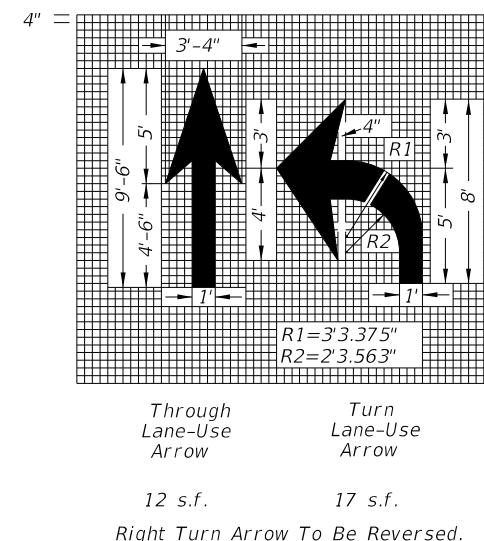 4"
3'-4"
5'
9'-6"
4'-6"
1'
3'
4'
4"
R1
R2
3'
5'
8'
1'
R1=3'3.375"
R2=2'3.563"
Through
Lane-Use
Arrow
12 s.f.
Turn
Lane-Use
Arrow
17 s.f.
Right Turn Arrow To Be Reversed.